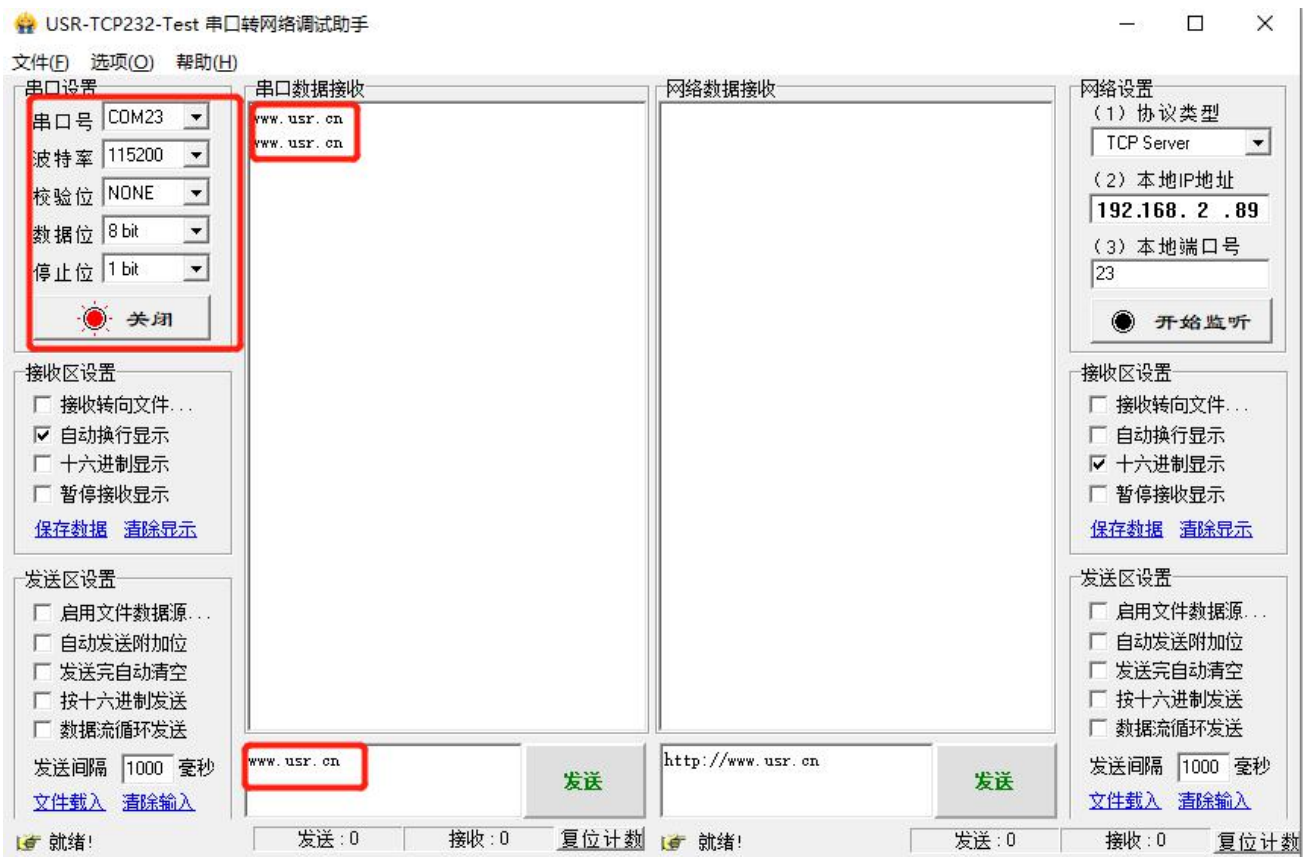 USR-TCP232-Test 串口转网络调试助手
文件(F) 选项(O) 帮助(H)
串口设置
串口号 COM23
波特率 115200
校验位 NONE
数据位 8 bit
停止位 1 bit
关闭
接收区设置
接收转向文件...
自动换行显示
十六进制显示
暂停接收显示
保存数据 清除显示
发送区设置
启用文件数据源...
自动发送附加位
发送完自动清空
按十六进制发送
数据流循环发送
发送间隔 1000 毫秒
文件载入 清除输入
串口数据接收
www.usr.cn
www.usr.cn
www.usr.cn
发送
网络数据接收
http://www.usr.cn
发送
网络设置
(1) 协议类型
TCP Server
(2) 本地IP地址
192.168. 2 .89
(3) 本地端口号
23
开始监听
接收区设置
接收转向文件...
自动换行显示
十六进制显示
暂停接收显示
保存数据 清除显示
发送区设置
启用文件数据源...
自动发送附加位
发送完自动清空
按十六进制发送
数据流循环发送
发送间隔 1000 毫秒
文件载入 清除输入
就绪! 发送:0 接收:0 复位计数
就绪! 发送:0 接收:0 复位计数